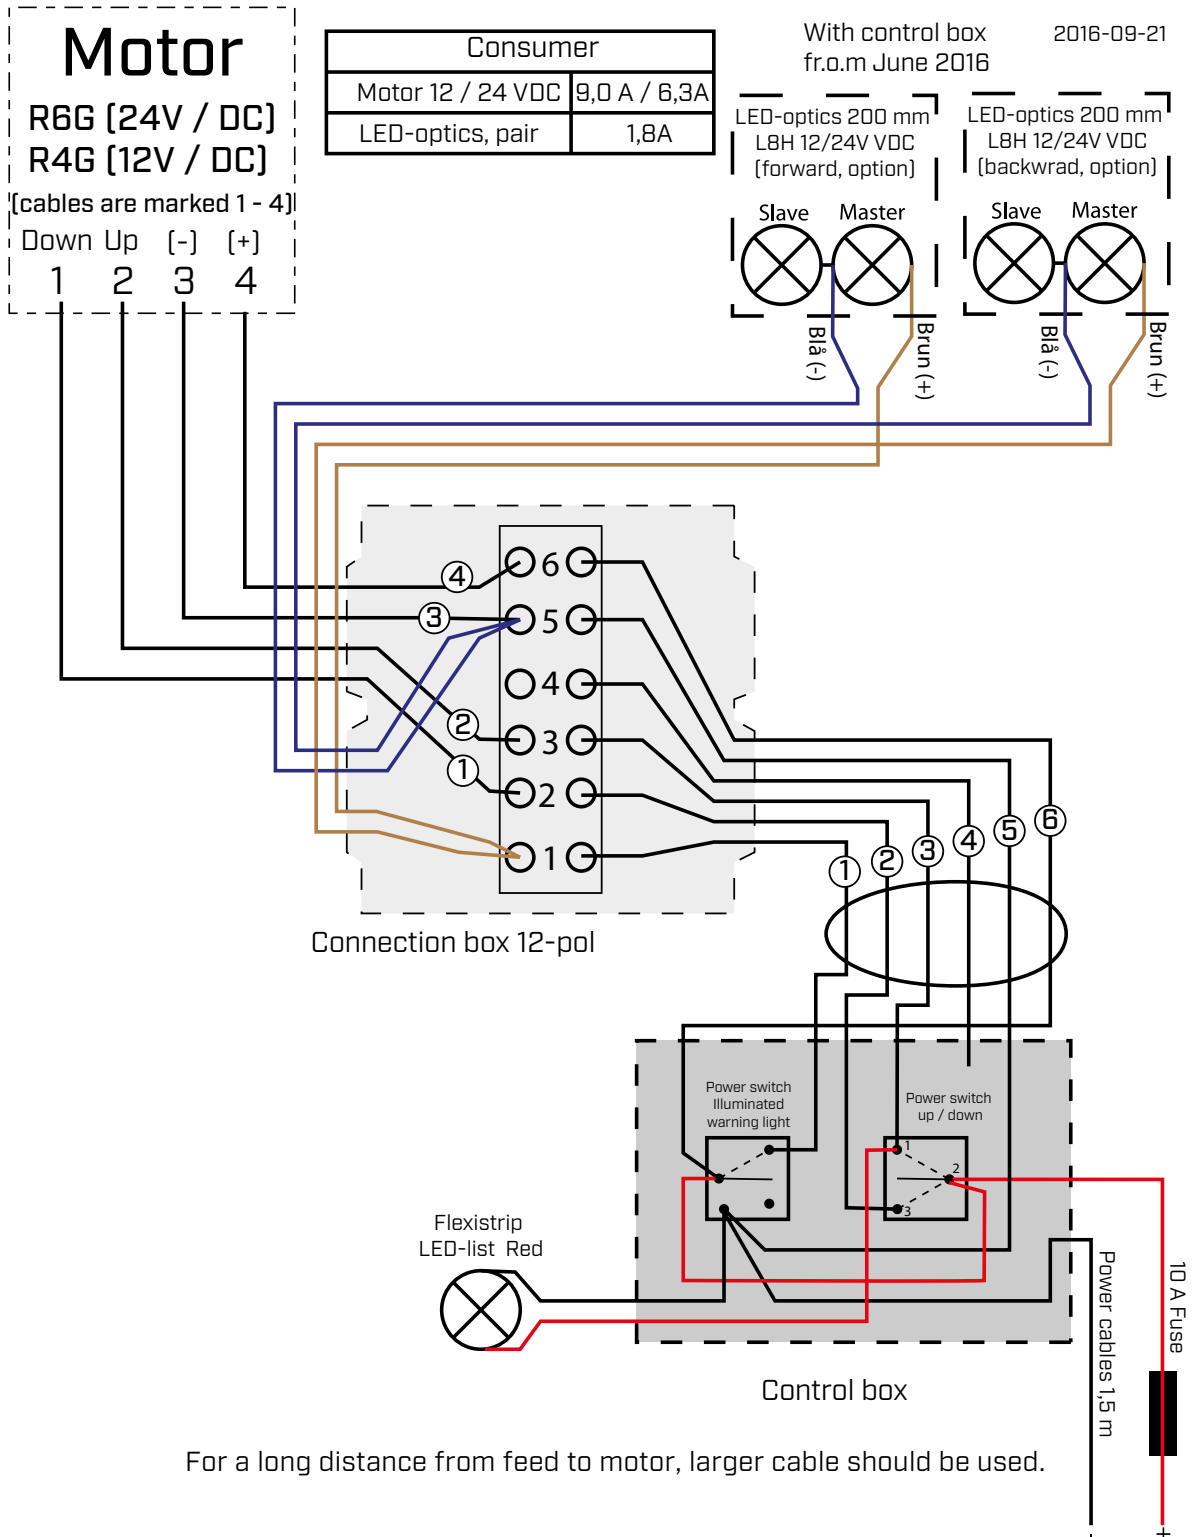 Motor
R6G (24V / DC)
R4G (12V / DC)
(cables are marked 1 - 4)
Down Up (-) (+)
1 2 3 4
Consumer
Motor 12 / 24 VDC 9,0 A / 6,3A
LED-optics, pair 1,8A
With control box
fr.o.m June 2016
2016-09-21
LED-optics 200 mm
L8H 12/24V VDC
(forward, option)
Slave Master
Blå (-)
Brun (+)
LED-optics 200 mm
L8H 12/24V VDC
(backwrad, option)
Slave Master
Blå (-)
Brun (+)
4
3
2
1
6
5
4
3
2
1
Connection box 12-pol
1
2
3
4
5
6
Power switch
Illuminated
warning light
Power switch
up / down
1
2
3
Flexistrip
LED-list Red
Control box
Power cables 1,5 m
10 A Fuse
-
+
For a long distance from feed to motor, larger cable should be used.